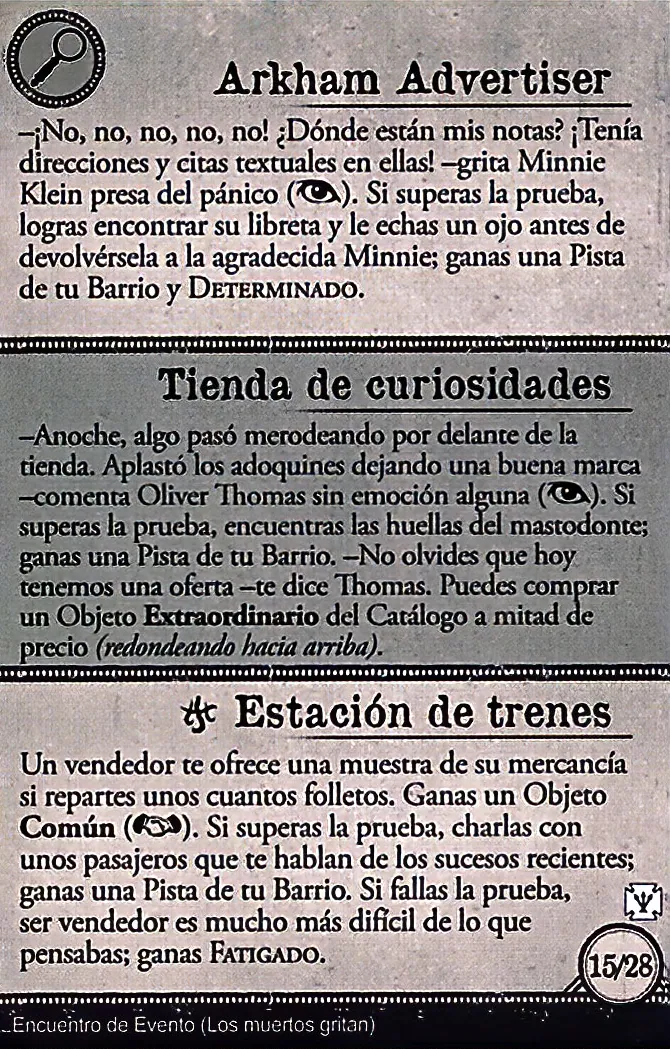 Arkham Advertiser
–¡No, no, no, no, no! ¿Dónde están mis notas? ¡Tenía
direcciones y citas textuales en ellas! –grita Minnie
Klein presa del pánico (). Si superas la prueba,
logras encontrar su libreta y le echas un ojo antes de
devolvérsela a la agradecida Minnie; ganas una Pista
de tu Barrio y DETERMINADO.
Tienda de curiosidades
–Anoche, algo pasó merodeando por delante de la
tienda. Aplastó los adoquines dejando una buena marca
–comenta Oliver Thomas sin emoción alguna (). Si
superas la prueba, encuentras las huellas del mastodonte;
ganas una Pista de tu Barrio. –No olvides que hoy
tenemos una oferta –te dice Thomas. Puedes comprar
un Objeto Extraordinario del Catálogo a mitad de
precio (redondeando hacia arriba).
Estación de trenes
Un vendedor te ofrece una muestra de su mercancía
si repartes unos cuantos folletos. Ganas un Objeto
Común (). Si superas la prueba, charlas con
unos pasajeros que te hablan de los sucesos recientes;
ganas una Pista de tu Barrio. Si fallas la prueba,
ser vendedor es mucho más difícil de lo que
pensabas; ganas FATIGADO.
15/28
_Encuentro de Evento (Los muertos gritan)